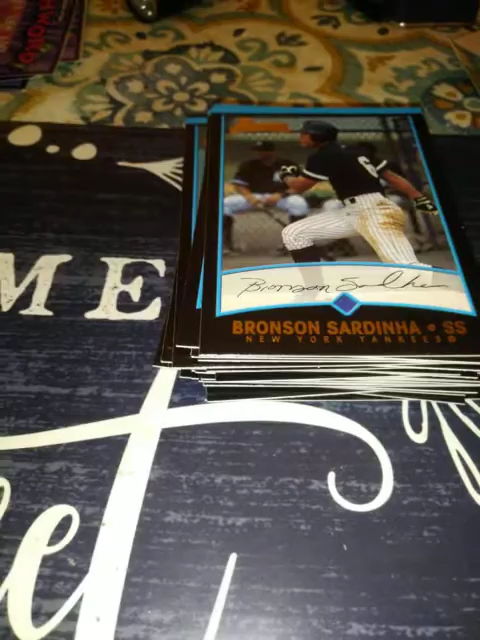 ME
Bronson Sardinha
BRONSON SARDINHA • SS
NEW YORK YANKEES®
et